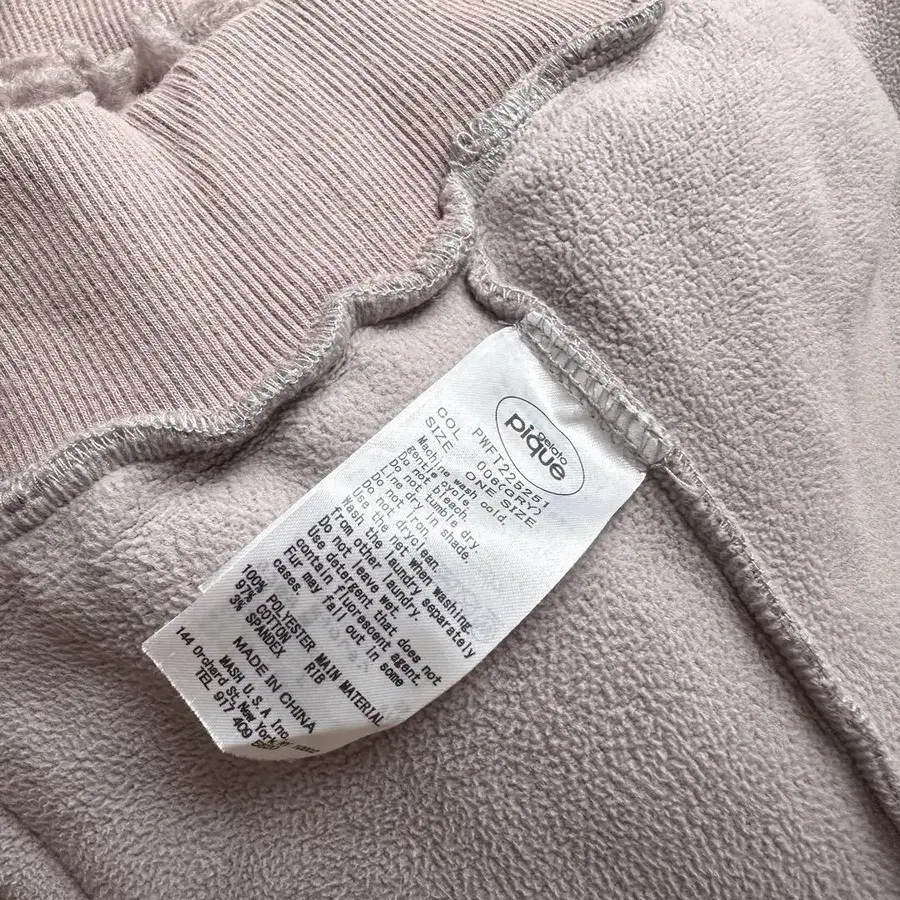 gelato
pique
PWFT225251
COL 006(GRY)
SIZE ONE SIZE
Machine wash cold,
gentle cycle.
Do not bleach.
Do not tumble dry.
Line dry in shade.
Do not iron.
Do not dryclean.
Use the net when washing.
Wash the laundry separately
from other laundry.
Do not leave wet.
Use detergent that does not
contain fluorescent agent.
Fur may fall out in some
cases.
100% POLYESTER MAIN MATERIAL
97% COTTON RIB
3% SPANDEX
MADE IN CHINA
MASH U.S.A. Inc.
144 Orchard St, New York,
TEL 917 409